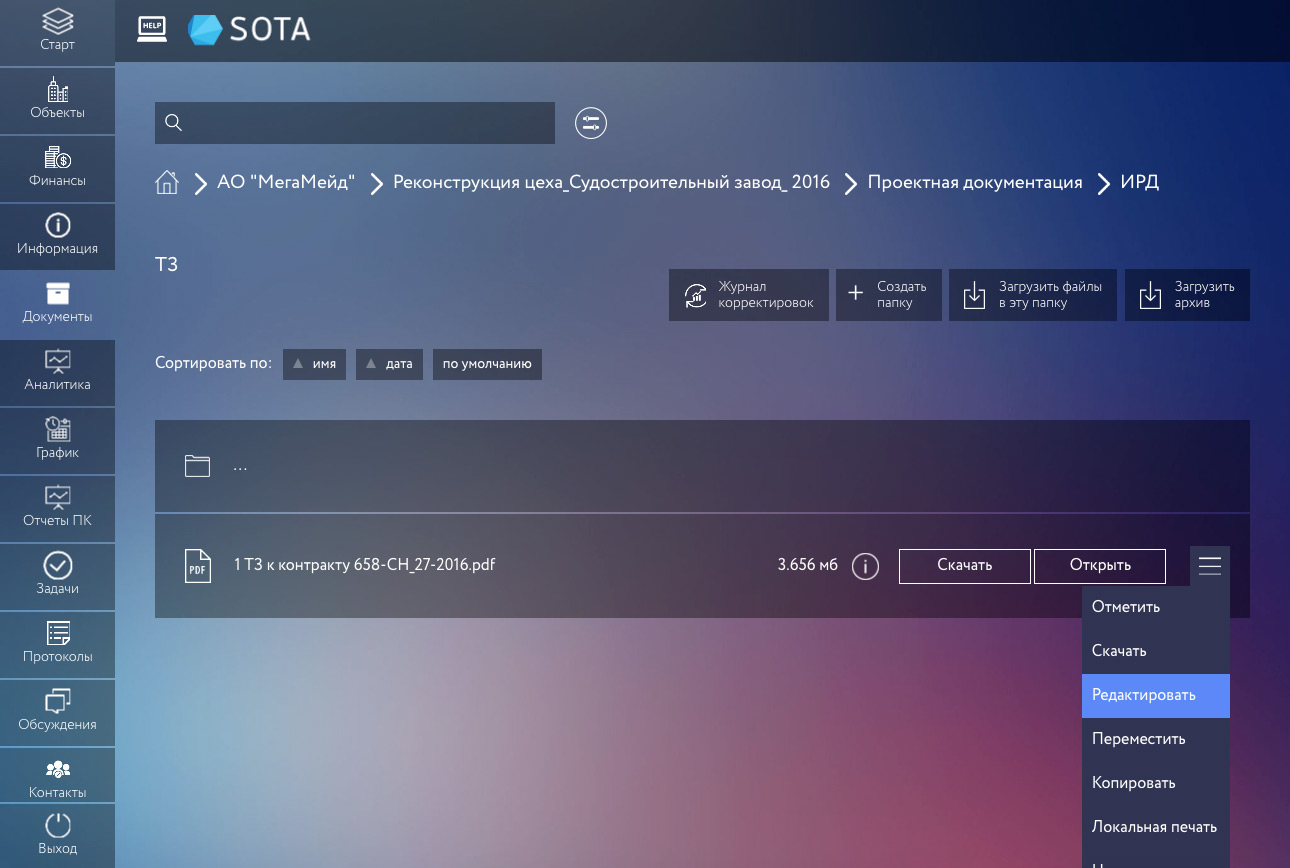 Старт
Объекты
Финансы
Информация
Документы
Аналитика
График
Отчеты ПК
Задачи
Протоколы
Обсуждения
Контакты
Выход
HELP
SOTA
АО "МегаМейд"
Реконструкция цеха_Судостроительный завод_ 2016
Проектная документация
ИРД
ТЗ
Журнал
корректировок
Создать
папку
Загрузить файлы
в эту папку
Загрузить
архив
Сортировать по:
имя
дата
по умолчанию
...
PDF
1 ТЗ к контракту 658-СН_27-2016.pdf
3.656 мб
Скачать
Открыть
Отметить
Скачать
Редактировать
Переместить
Копировать
Локальная печать